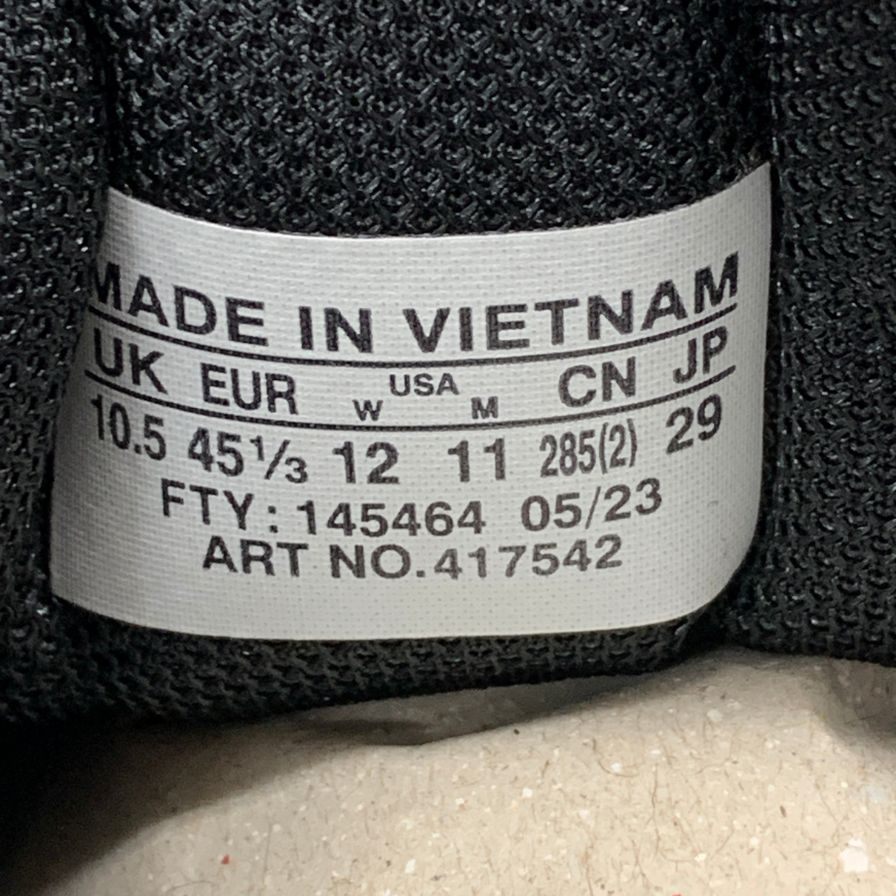 MADE IN VIETNAM
UK EUR W USA M CN JP
10.5 45⅓ 12 11 285(2) 29
FTY: 145464 05/23
ART NO.417542